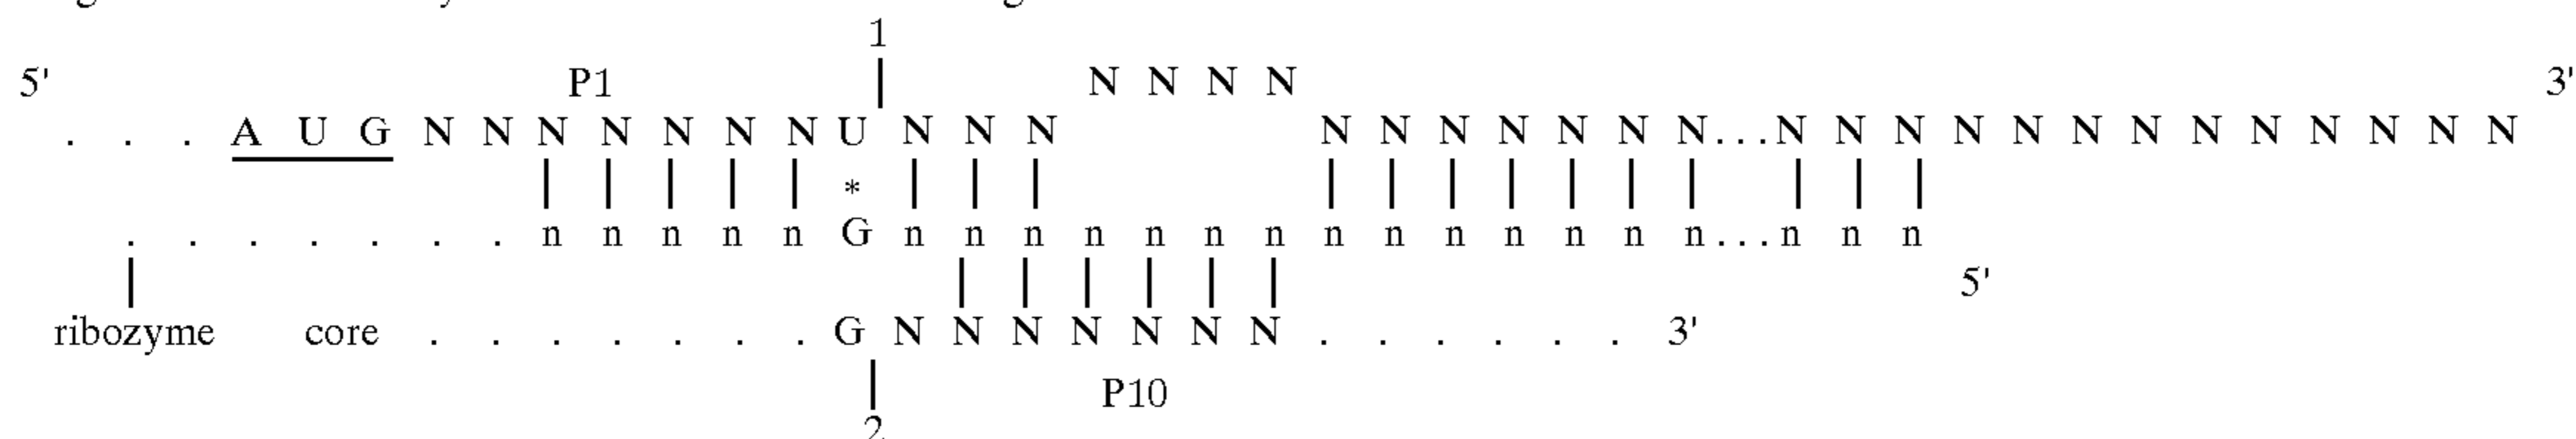 1
5' P1 N N N N 3'
. . . A U G N N N N N N N U N N N N N N N N N N...N N N N N N N N N N N N N
*
. . . . . . . n n n n n G n n n n n n n n n n n n n n...n n n
5'
ribozyme core . . . . . . . G N N N N N N N . . . . . . 3'
P10
2